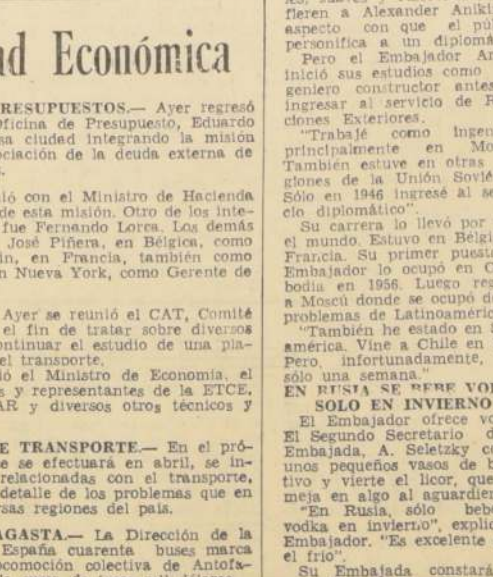 d Económica
RESUPUESTOS.— Ayer regresó
Oficina de Presupuesto, Eduardo
sa ciudad integrando la misión
ociación de la deuda externa de
s.
ió con el Ministro de Hacienda
de esta misión. Otro de los inte-
fue Fernando Lorca. Los demás
José Piñera, en Bélgica, como
in, en Francia, también como
n Nueva York, como Gerente de
Ayer se reunió el CAT, Comité
el fin de tratar sobre diversos
ontinuar el estudio de una pla-
el transporte.
ió el Ministro de Economía, el
s y representantes de la ETCE,
AR y diversos otros técnicos y
E TRANSPORTE.— En el pró-
e se efectuará en abril, se in-
relacionadas con el transporte,
detalle de los problemas que en
rsas regiones del país.
AGASTA.— La Dirección de la
España cuarenta buses marca
ocomoción colectiva de Antofa-
fieren a Alexander Aniki
aspecto con que el pú
personifica a un diplomá
Pero el Embajador An
inició sus estudios como
geniero constructor antes
ingresar al servicio de R
ciones Exteriores.
"Trabajé como ingen
principalmente en Mo
También estuve en otras
giones de la Unión Sovié
Sólo en 1946 ingresé al se
cio diplomático".
Su carrera lo llevó por
el mundo. Estuvo en Bélgi
Francia. Su primer puest
Embajador lo ocupó en C
bodia en 1956. Luego reg
a Moscú donde se ocupó d
problemas de Latinoaméric
"También he estado en S
américa. Vine a Chile en
Pero, infortunadamente,
sólo una semana."
EN RUSIA SE BEBE VOD
SOLO EN INVIERNO
El Embajador ofrece vo
El Segundo Secretario d
Embajada, A. Seletzky co
unos pequeños vasos de b
tivo y vierte el licor, que
meja en algo al aguardien
"En Rusia, sólo bebe
vodka en invierno", explic
Embajador. "Es excelente
el frío".
Su Embajada constará